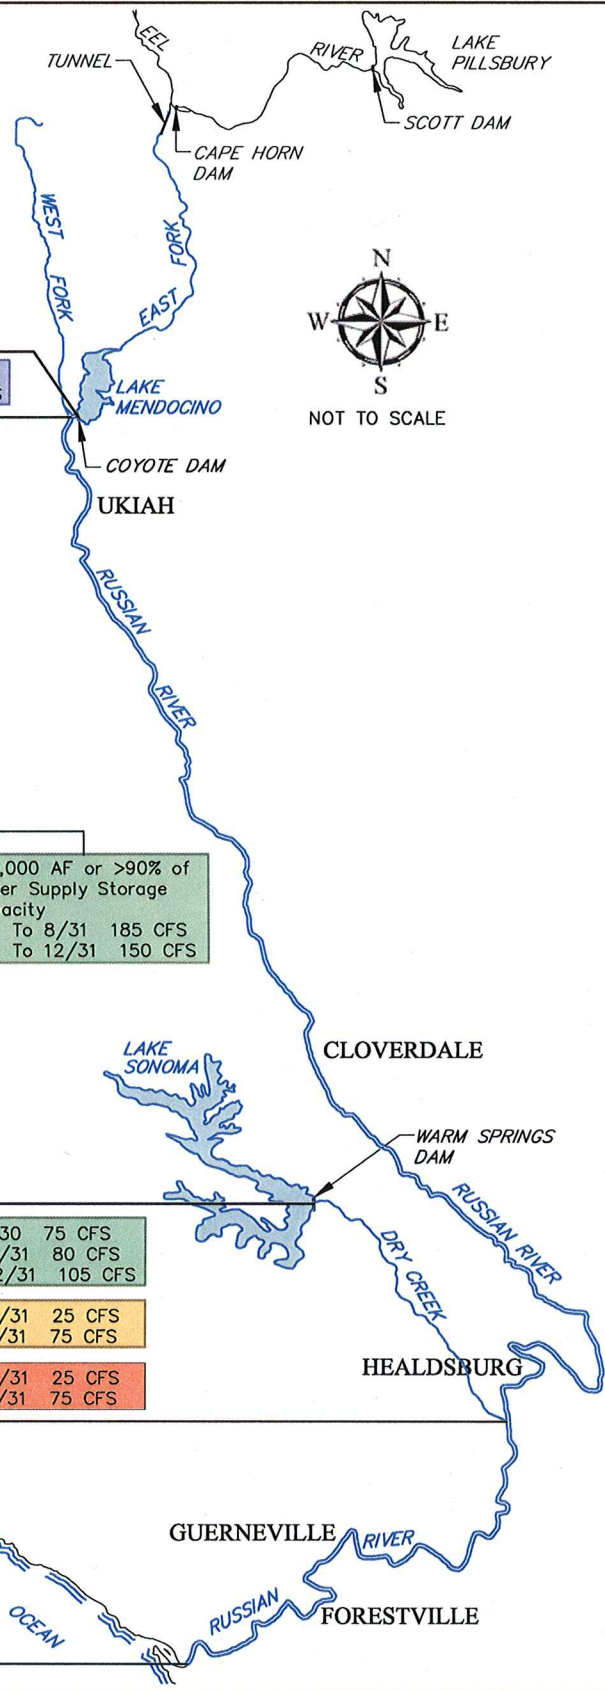 EEL
RIVER
LAKE
PILLSBURY
TUNNEL
SCOTT DAM
CAPE HORN
DAM
WEST
FORK
EAST
FORK
N
W
E
S
NOT TO SCALE
LAKE
MENDOCINO
COYOTE DAM
UKIAH
RUSSIAN
RIVER
,000 AF or >90% of
er Supply Storage
acity
To 8/31 185 CFS
To 12/31 150 CFS
LAKE
SONOMA
CLOVERDALE
WARM SPRINGS
DAM
RUSSIAN RIVER
30 75 CFS
/31 80 CFS
2/31 105 CFS
DRY CREEK
/31 25 CFS
/31 75 CFS
HEALDSBURG
/31 25 CFS
/31 75 CFS
GUERNEVILLE
RIVER
RUSSIAN
FORESTVILLE
OCEAN